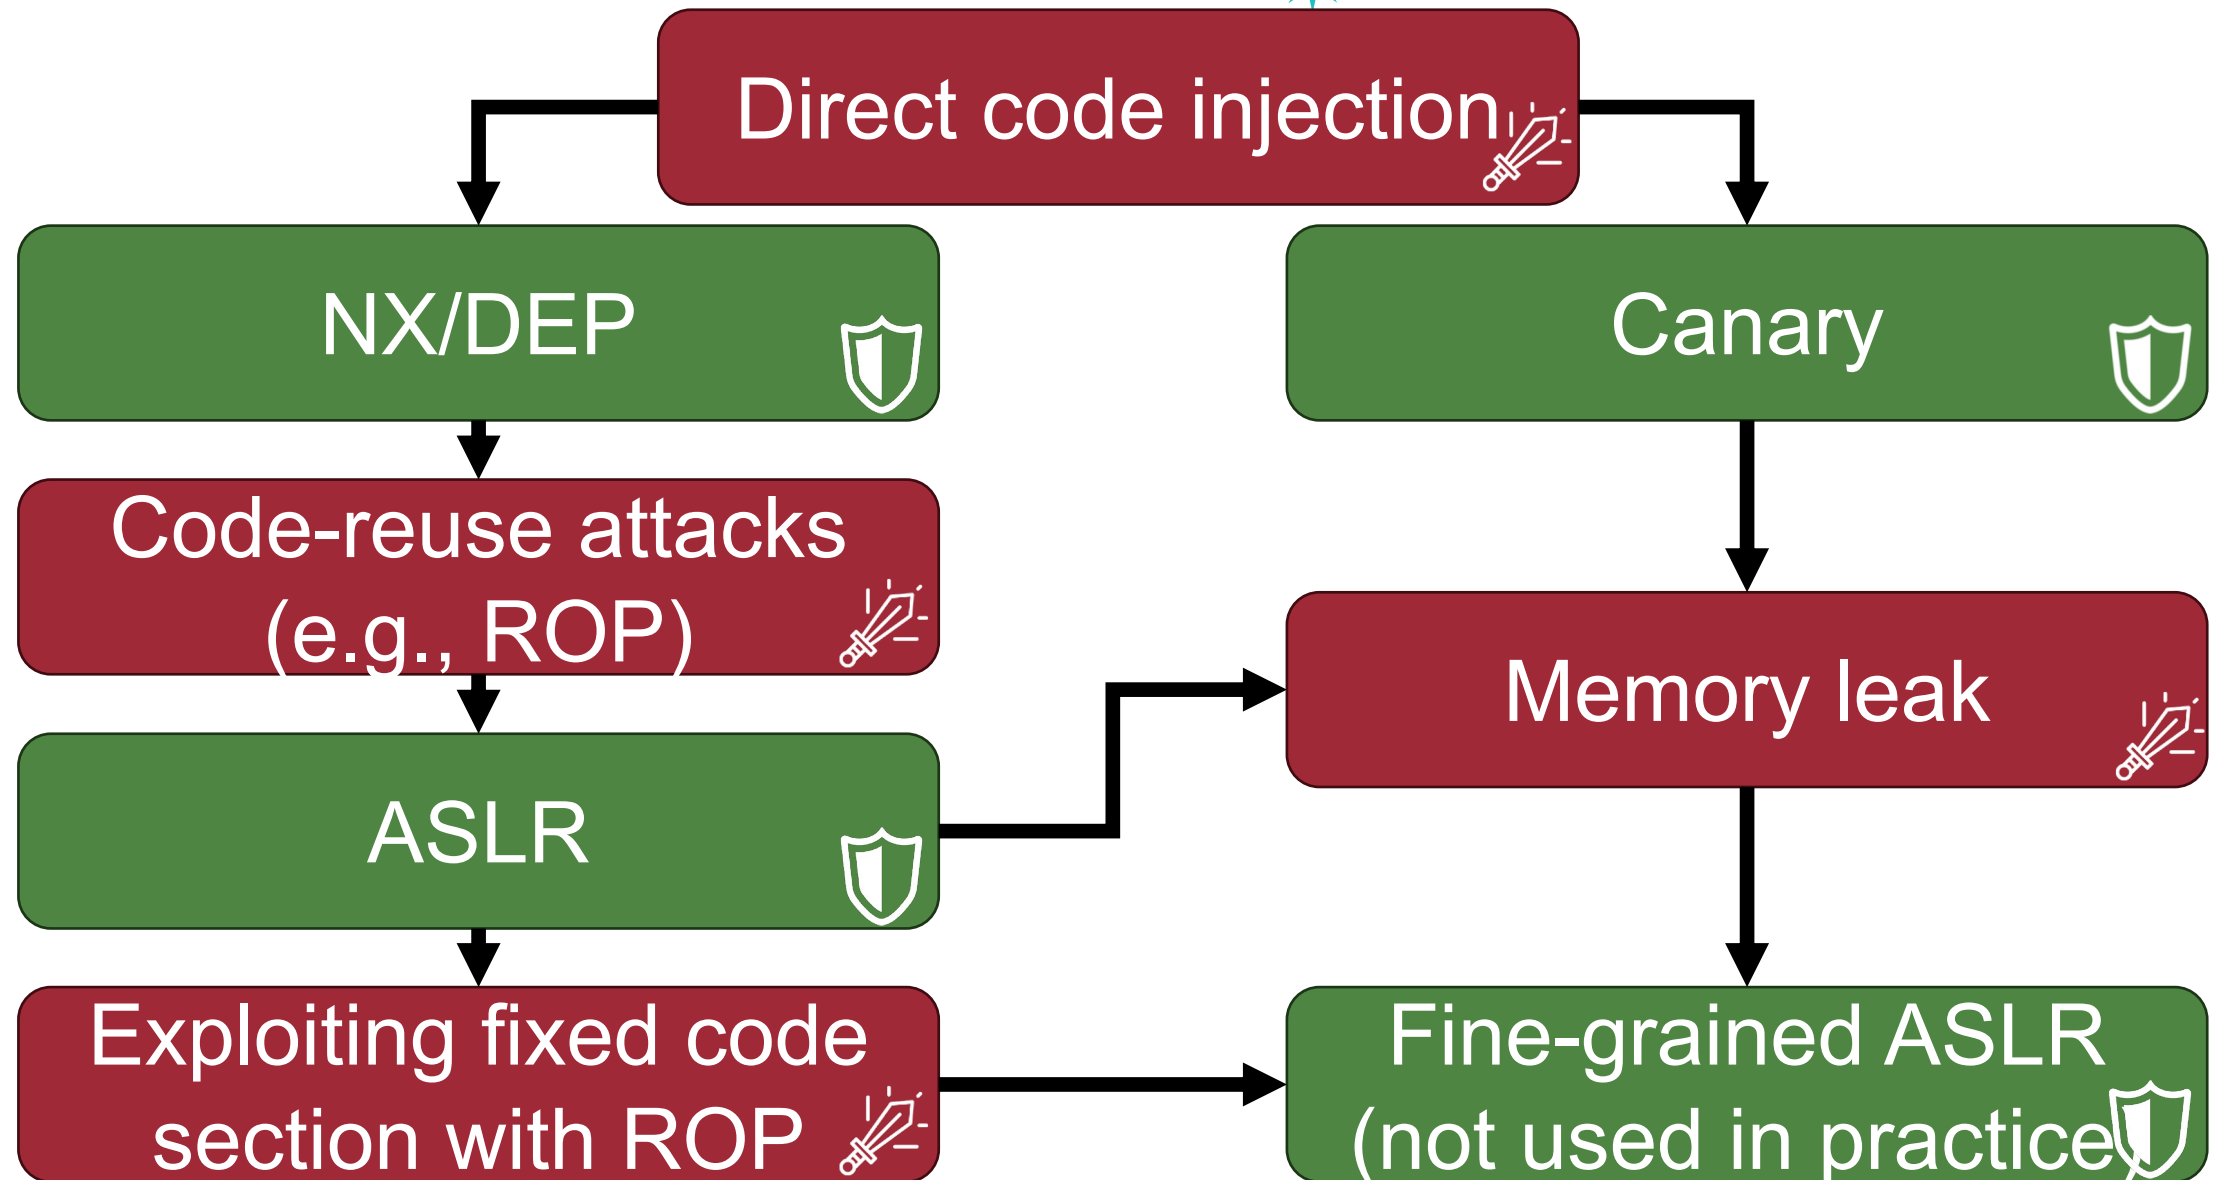 Direct code injection
NX/DEP
Canary
Code-reuse attacks
(e.g., ROP)
Memory leak
ASLR
Exploiting fixed code
section with ROP
Fine-grained ASLR
(not used in practice)